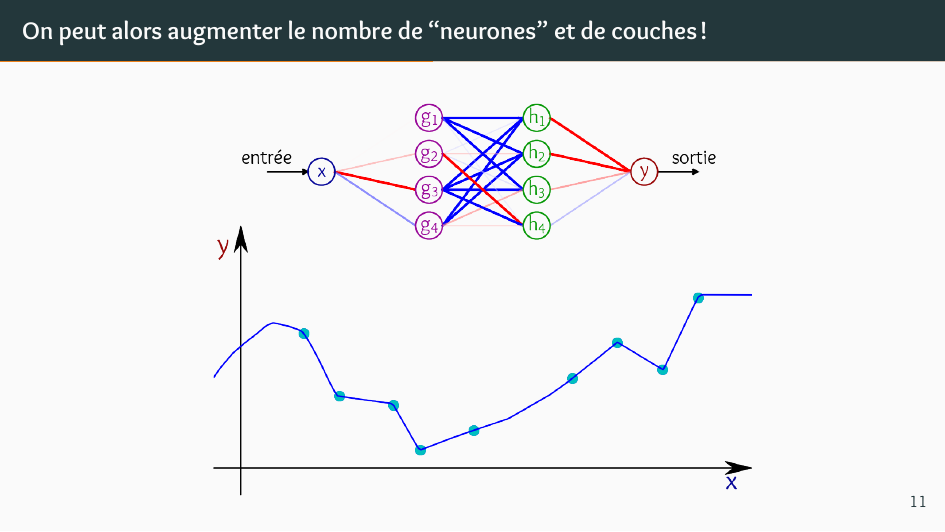 On peut alors augmenter le nombre de “neurones” et de couches !
g₁ h₁
entrée g₂ h₂ sortie
x y
g₃ h₃
g₄ h₄
y
x
11